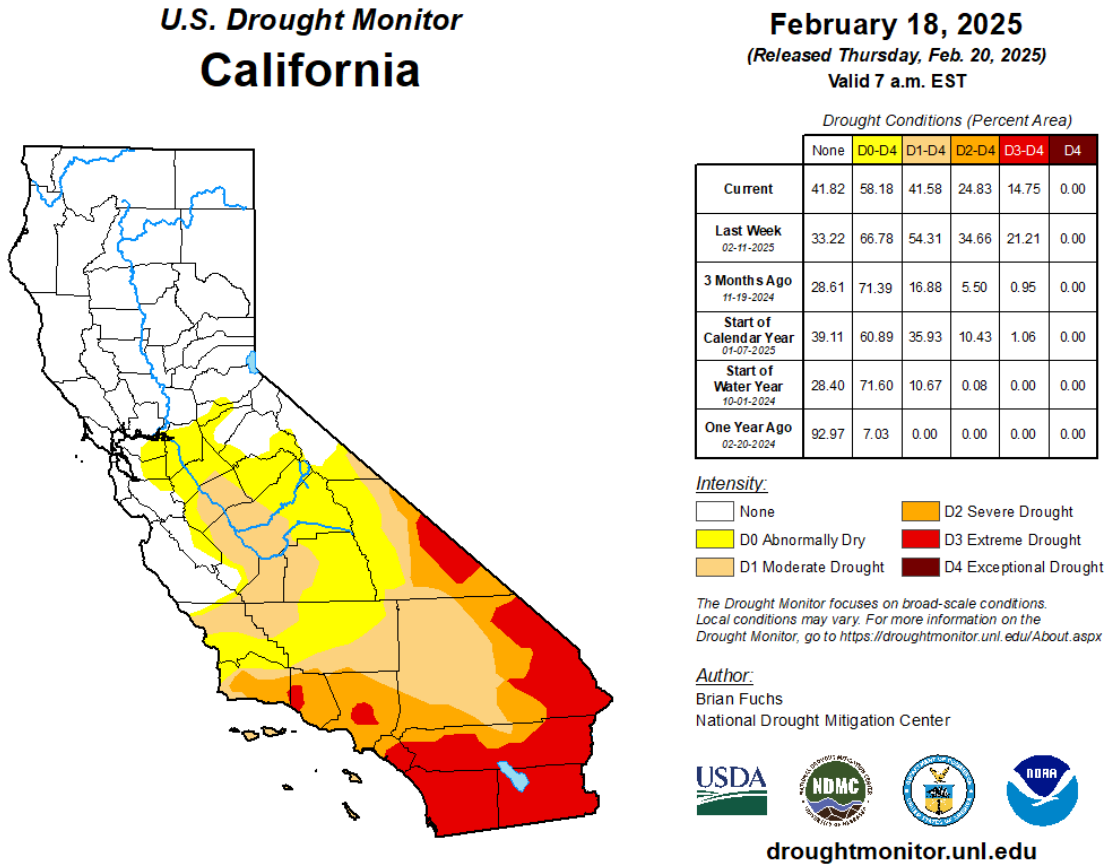 U.S. Drought Monitor
California
February 18, 2025
(Released Thursday, Feb. 20, 2025)
Valid 7 a.m. EST
Drought Conditions (Percent Area)
None D0-D4 D1-D4 D2-D4 D3-D4 D4
Current 41.82 58.18 41.58 24.83 14.75 0.00
Last Week
02-11-2025 33.22 66.78 54.31 34.66 21.21 0.00
3 Months Ago
11-19-2024 28.61 71.39 16.88 5.50 0.95 0.00
Start of
Calendar Year
01-07-2025 39.11 60.89 35.93 10.43 1.06 0.00
Start of
Water Year
10-01-2024 28.40 71.60 10.67 0.08 0.00 0.00
One Year Ago
02-20-2024 92.97 7.03 0.00 0.00 0.00 0.00
Intensity:
None
D0 Abnormally Dry
D1 Moderate Drought
D2 Severe Drought
D3 Extreme Drought
D4 Exceptional Drought
The Drought Monitor focuses on broad-scale conditions.
Local conditions may vary. For more information on the
Drought Monitor, go to https://droughtmonitor.unl.edu/About.aspx
Author:
Brian Fuchs
National Drought Mitigation Center
USDA
NDMC
NOAA
droughtmonitor.unl.edu